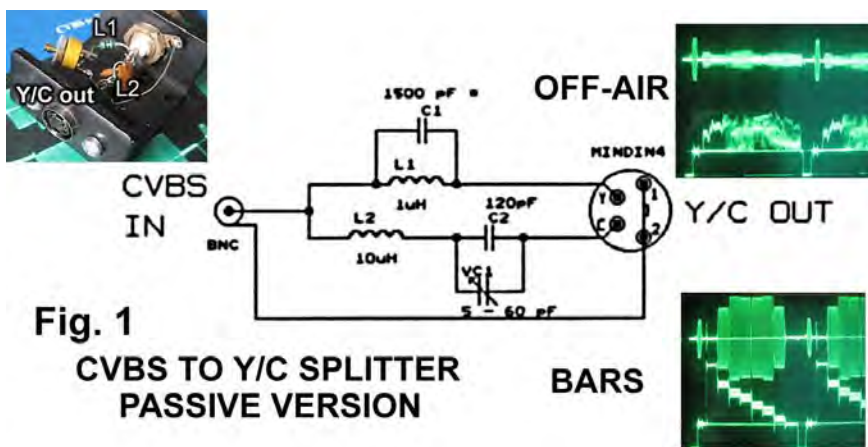 L1
L2
Y/C out
OFF-AIR
1500 pF *
C1
MINDIN4
L1
1uH
Y
1
CVBS
IN
BNC
L2
10uH
120pF
C2
C
2
Y/C OUT
VC1
5 - 60 pF
Fig. 1
CVBS TO Y/C SPLITTER
PASSIVE VERSION
BARS